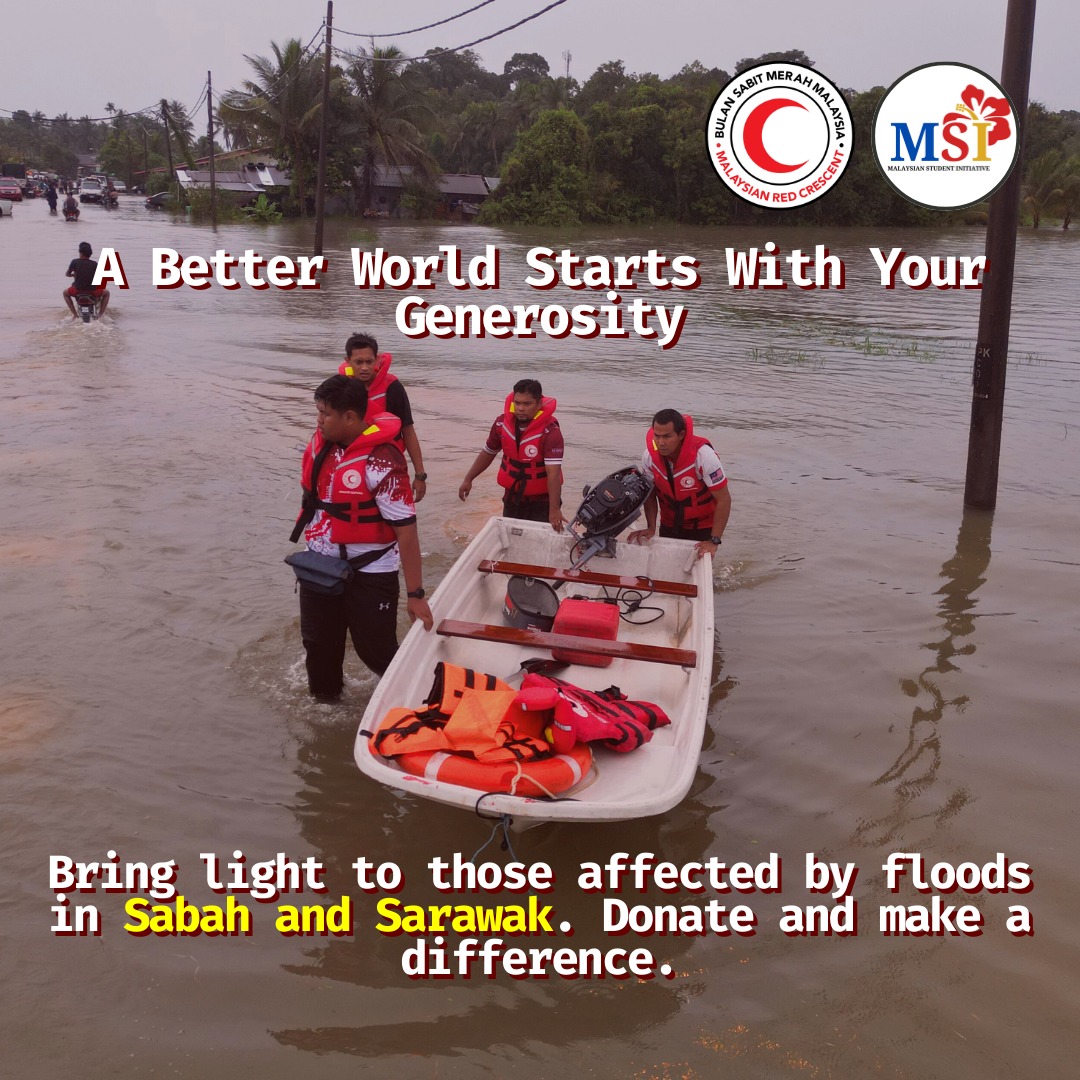 BULAN SABIT MERAH MALAYSIA
MALAYSIAN RED CRESCENT
MSI
MALAYSIAN STUDENT INITIATIVE
A Better World Starts With Your
Generosity
Bring light to those affected by floods
in Sabah and Sarawak. Donate and make a
difference.